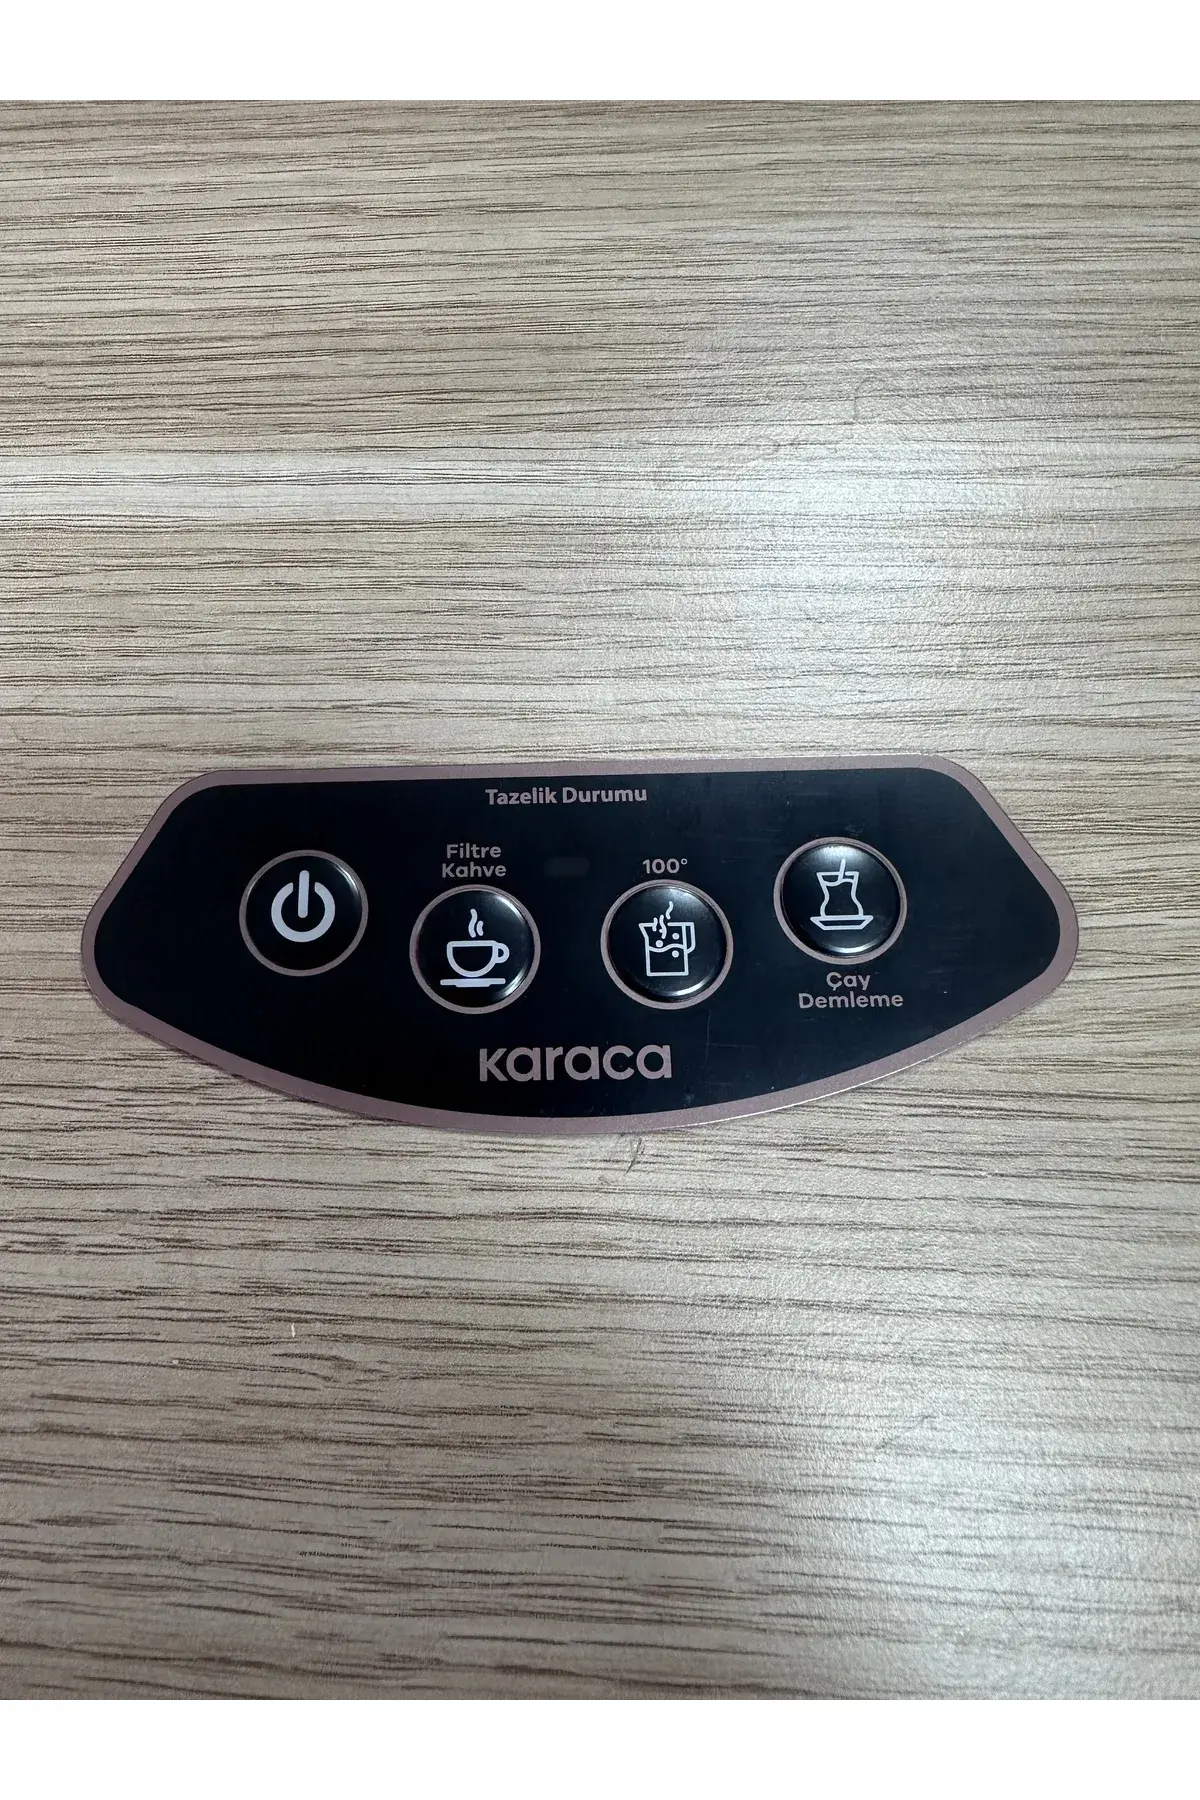 Tazelik Durumu
Filtre
Kahve
100°
Çay
Demleme
Karaca